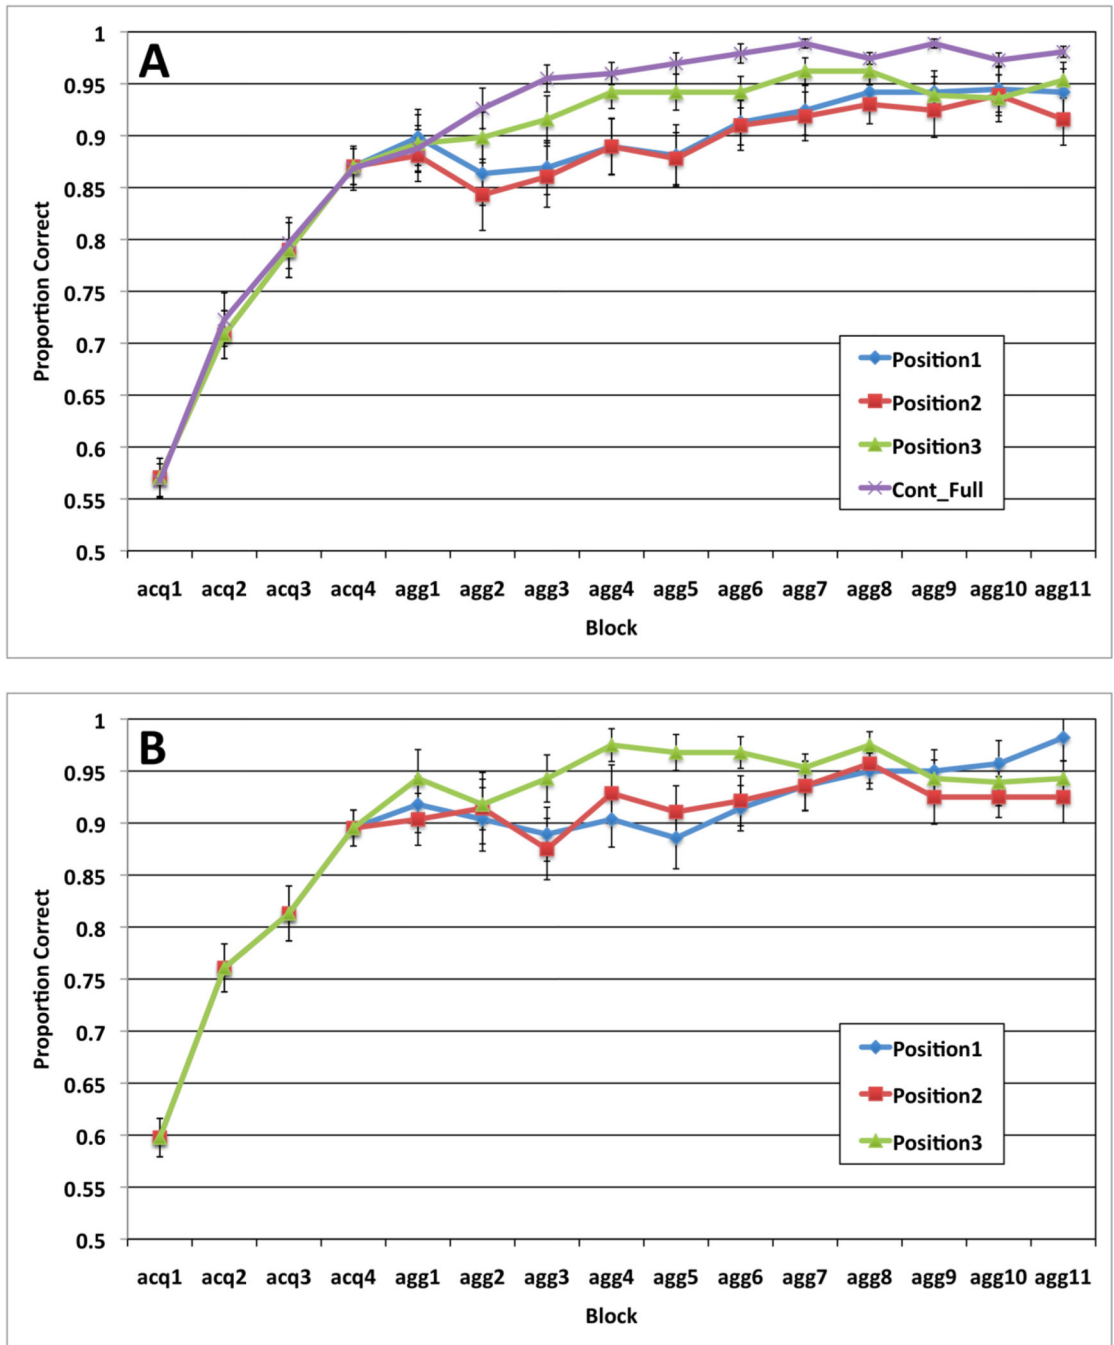 A
1
0.95
0.9
0.85
0.8
0.75
0.7
0.65
0.6
0.55
0.5
Proportion Correct
Position1
Position2
Position3
Cont_Full
acq1 acq2 acq3 acq4 agg1 agg2 agg3 agg4 agg5 agg6 agg7 agg8 agg9 agg10 agg11
Block
B
1
0.95
0.9
0.85
0.8
0.75
0.7
0.65
0.6
0.55
0.5
Proportion Correct
Position1
Position2
Position3
acq1 acq2 acq3 acq4 agg1 agg2 agg3 agg4 agg5 agg6 agg7 agg8 agg9 agg10 agg11
Block